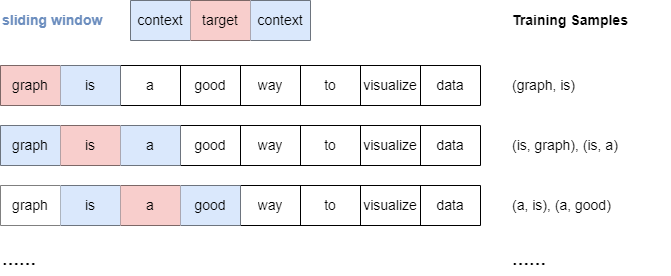 sliding window context target context Training Samples
graph is a good way to visualize data (graph, is)
graph is a good way to visualize data (is, graph), (is, a)
graph is a good way to visualize data (a, is), (a, good)
...... ......